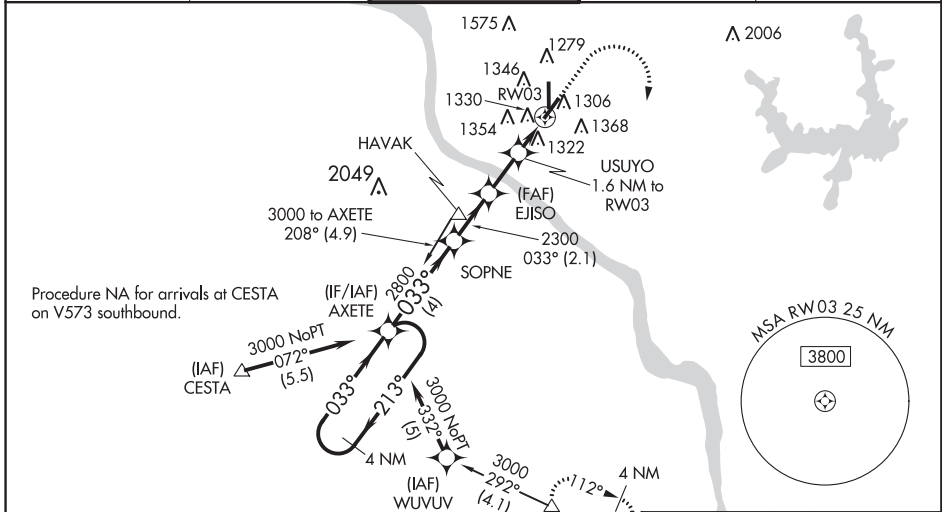 1575
2006
1279
1346
RW03
1330
1306
1354
1368
1322
HAVAK
USUYO
1.6 NM to
RW03
2049
(FAF)
EJISO
3000 to AXETE
208° (4.9)
2300
033° (2.1)
SOPNE
2800
033°
(4)
Procedure NA for arrivals at CESTA
on V573 southbound.
(IF/IAF)
AXETE
MSA RW03 25 NM
3800
3000 NoPT
072°
(5.5)
(IAF)
CESTA
033°
213°
3000 NoPT
332°
(5)
4 NM
(IAF)
WUVUV
3000
292°
(4.1)
112°
4 NM